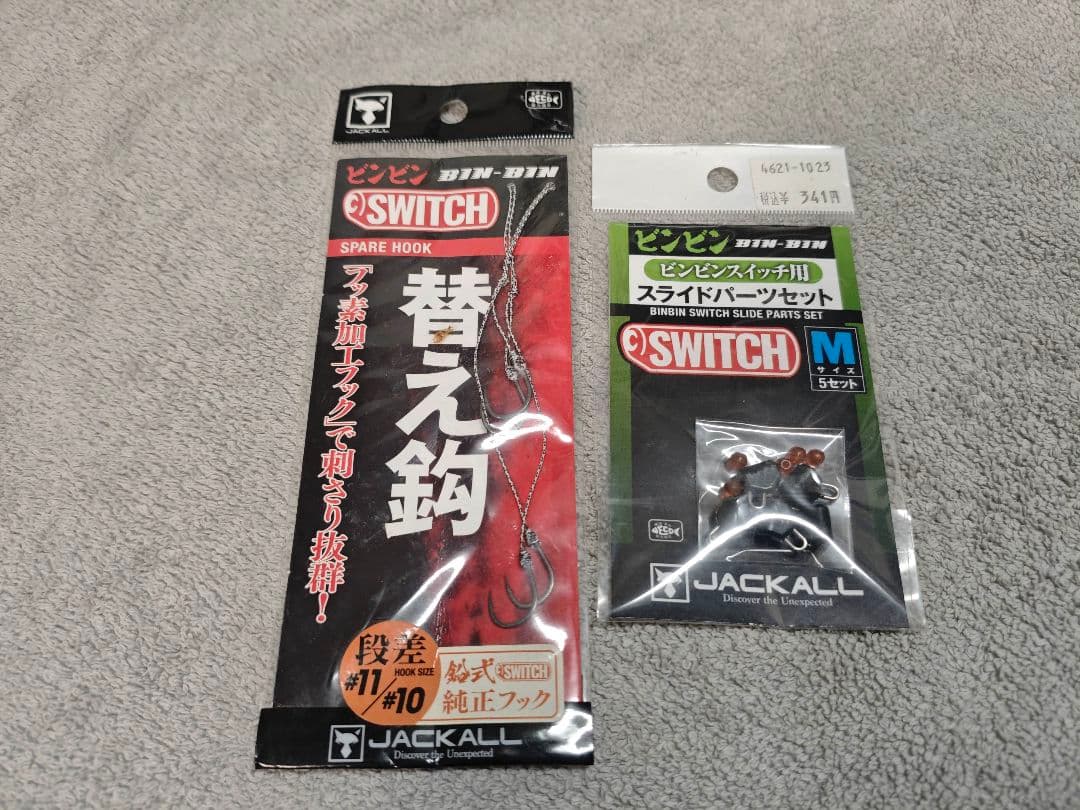 JACKALL
ビンビン BIN-BIN
SWITCH
SPARE HOOK
替え鈎
「フッ素加工フック」で刺さり抜群!
段差
HOOK SIZE
#11/#10
鉛式 SWITCH
純正フック
JACKALL
Discover the Unexpected
4621-1023
341円
ビンビン BIN-BIN
ビンビンスイッチ用
スライドパーツセット
BINBIN SWITCH SLIDE PARTS SET
SWITCH
M
サイズ
5セット
JACKALL
Discover the Unexpected